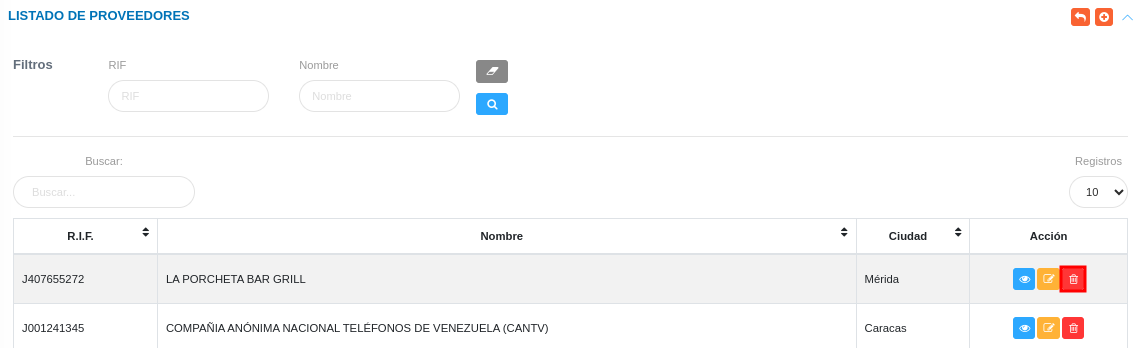 LISTADO DE PROVEEDORES
Filtros
RIF
Nombre
RIF
Nombre
Buscar:
Registros
Buscar...
10
R.I.F. Nombre Ciudad Acción
J407655272 LA PORCHETA BAR GRILL Mérida
J001241345 COMPAÑIA ANÓNIMA NACIONAL TELÉFONOS DE VENEZUELA (CANTV) Caracas